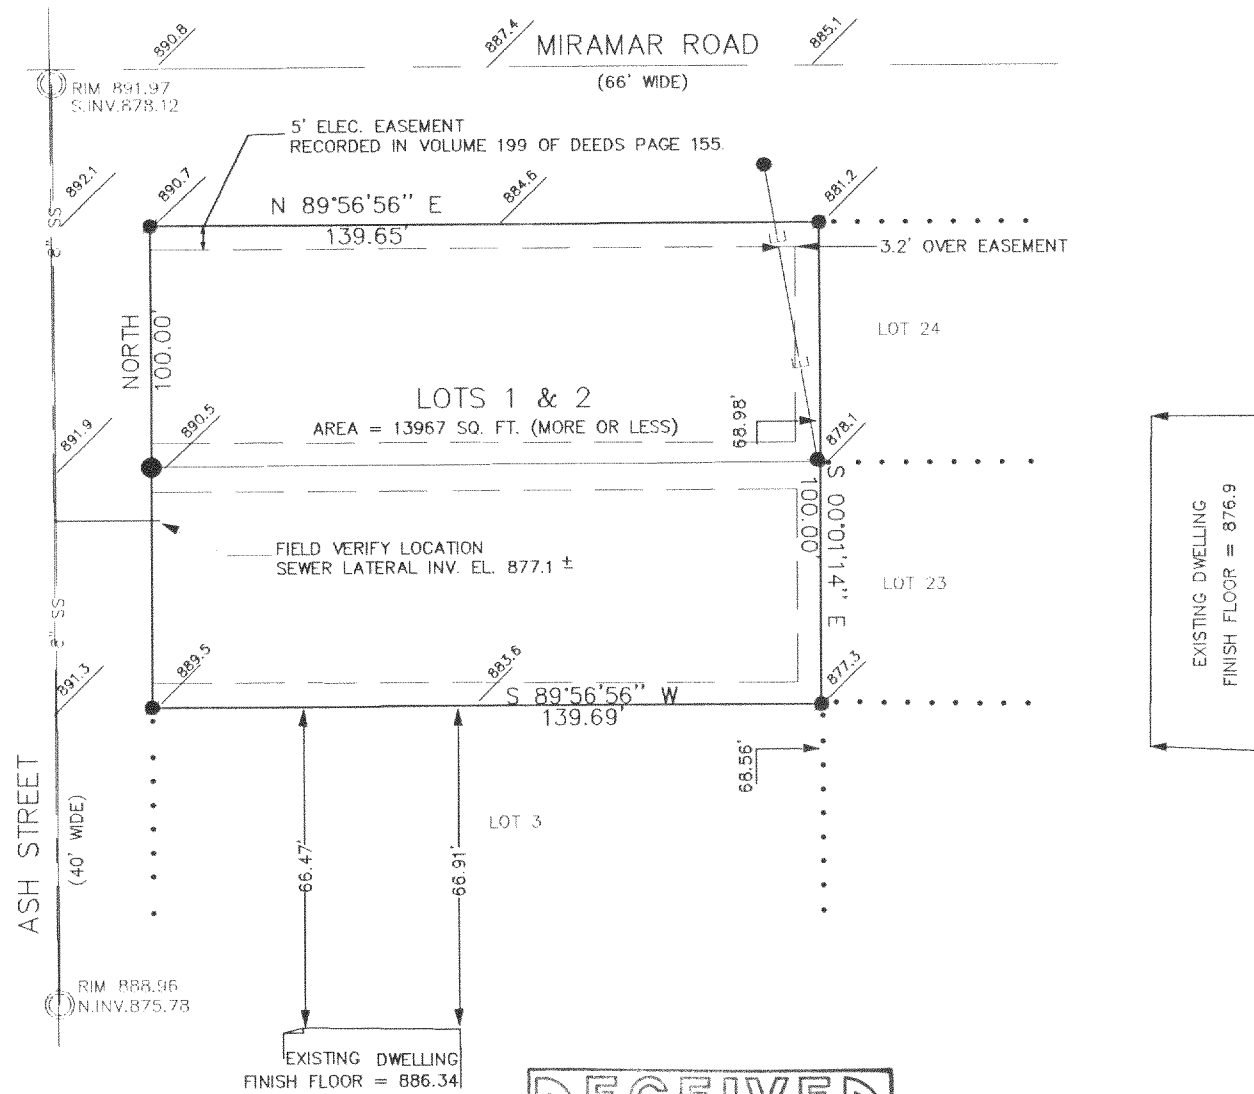 890.8
887.4
MIRAMAR ROAD
885.1
(66' WIDE)
RIM 891.97
S.INV.878.12
5' ELEC. EASEMENT
RECORDED IN VOLUME 199 OF DEEDS PAGE 155.
892.1
890.7
884.6
881.2
N 89°56'56" E
139.65'
8" SS
3.2' OVER EASEMENT
NORTH
100.00'
LOT 24
LOTS 1 & 2
AREA = 13967 SQ. FT. (MORE OR LESS)
68.98'
891.9
890.5
878.1
S 00°01'14" E
100.00'
FIELD VERIFY LOCATION
SEWER LATERAL INV. EL. 877.1 ±
LOT 23
EXISTING DWELLING
FINISH FLOOR = 876.9
8" SS
891.3
889.5
883.6
877.3
S 89°56'56" W
139.69'
68.56'
ASH STREET
(40' WIDE)
LOT 3
66.47'
66.91'
RIM 888.96
N.INV.875.78
EXISTING DWELLING
FINISH FLOOR = 886.34
RECEIVED